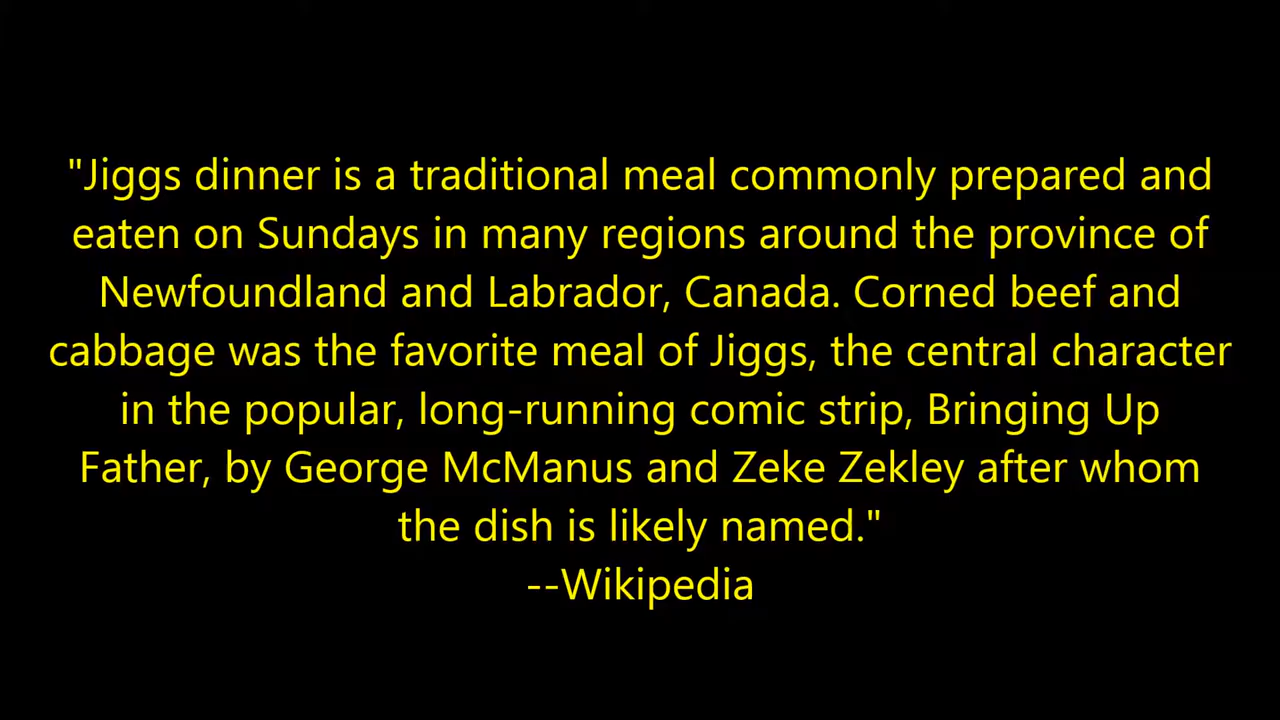 "Jiggs dinner is a traditional meal commonly prepared and
eaten on Sundays in many regions around the province of
Newfoundland and Labrador, Canada. Corned beef and
cabbage was the favorite meal of Jiggs, the central character
in the popular, long-running comic strip, Bringing Up
Father, by George McManus and Zeke Zekley after whom
the dish is likely named."
--Wikipedia